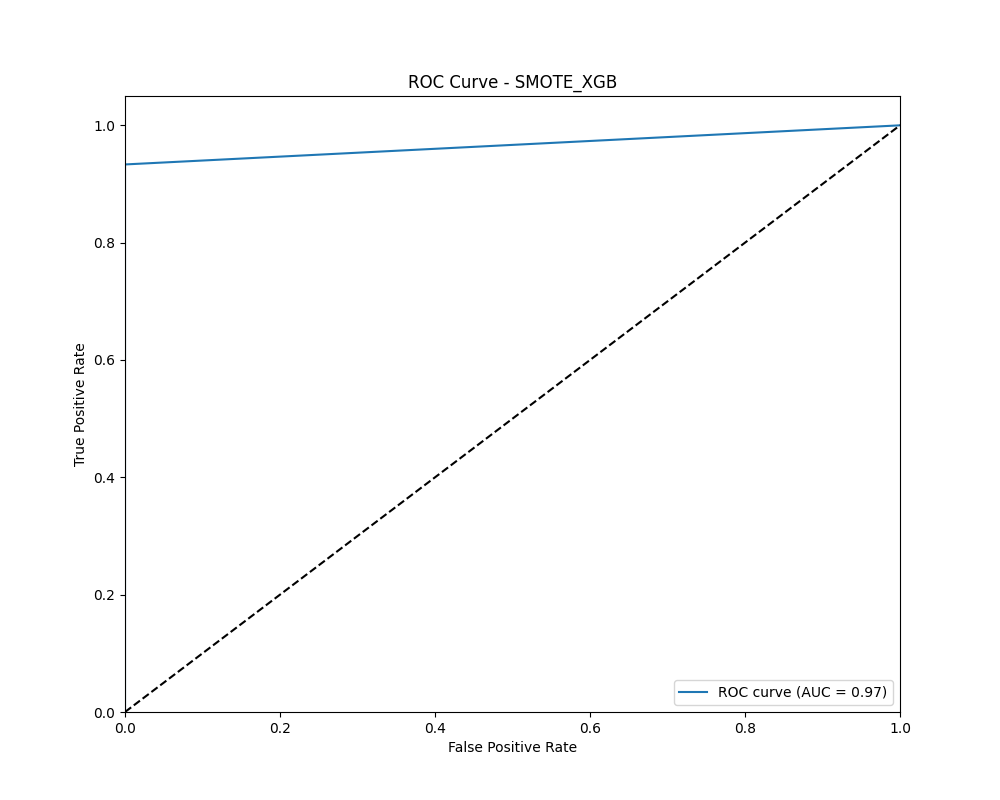 ROC Curve - SMOTE_XGB
True Positive Rate
1.0
0.8
0.6
0.4
0.2
0.0
0.0 0.2 0.4 0.6 0.8 1.0
False Positive Rate
ROC curve (AUC = 0.97)